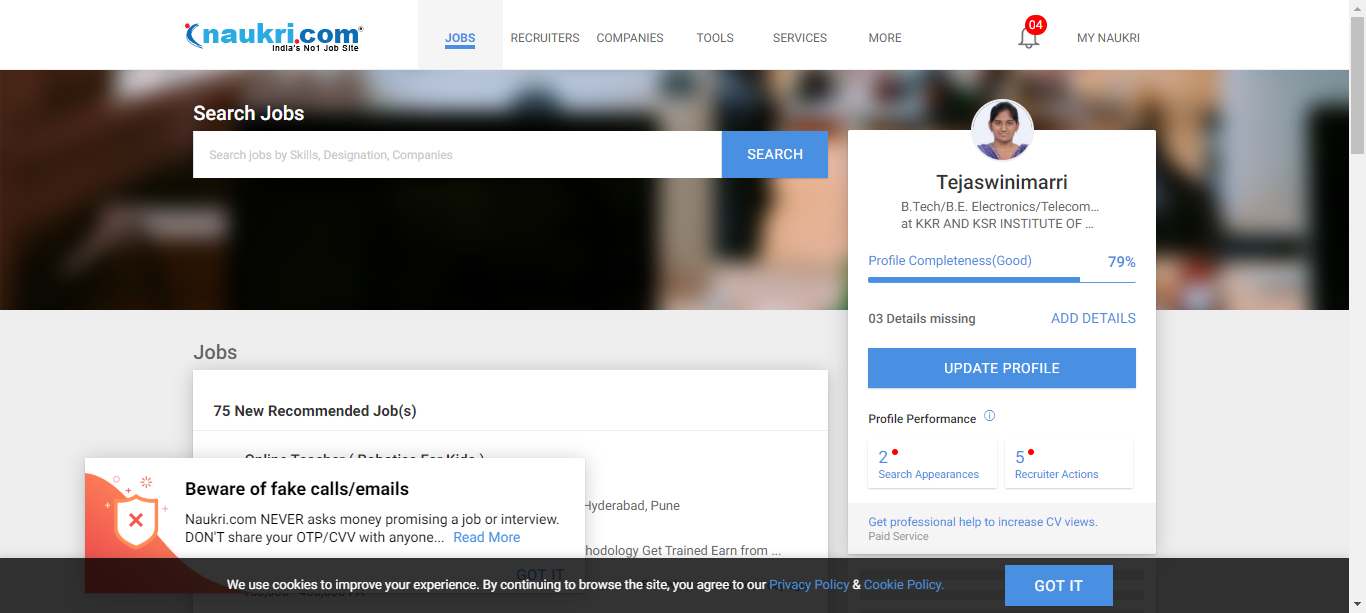 naukri.com
India's No1 Job Site
JOBS
RECRUITERS
COMPANIES
TOOLS
SERVICES
MORE
04
MY NAUKRI
Search Jobs
Search jobs by Skills, Designation, Companies
SEARCH
Tejaswinimarri
B.Tech/B.E. Electronics/Telecom...
at KKR AND KSR INSTITUTE OF ...
Profile Completeness(Good)
79%
03 Details missing
ADD DETAILS
UPDATE PROFILE
Profile Performance
2
Search Appearances
5
Recruiter Actions
Get professional help to increase CV views.
Paid Service
Jobs
75 New Recommended Job(s)
Online Teacher ( Robotics For Kids )
Hyderabad, Pune
hodology Get Trained Earn from ...
Beware of fake calls/emails
Naukri.com NEVER asks money promising a job or interview.
DON'T share your OTP/CVV with anyone... Read More
GOT IT
We use cookies to improve your experience. By continuing to browse the site, you agree to our Privacy Policy & Cookie Policy.
GOT IT